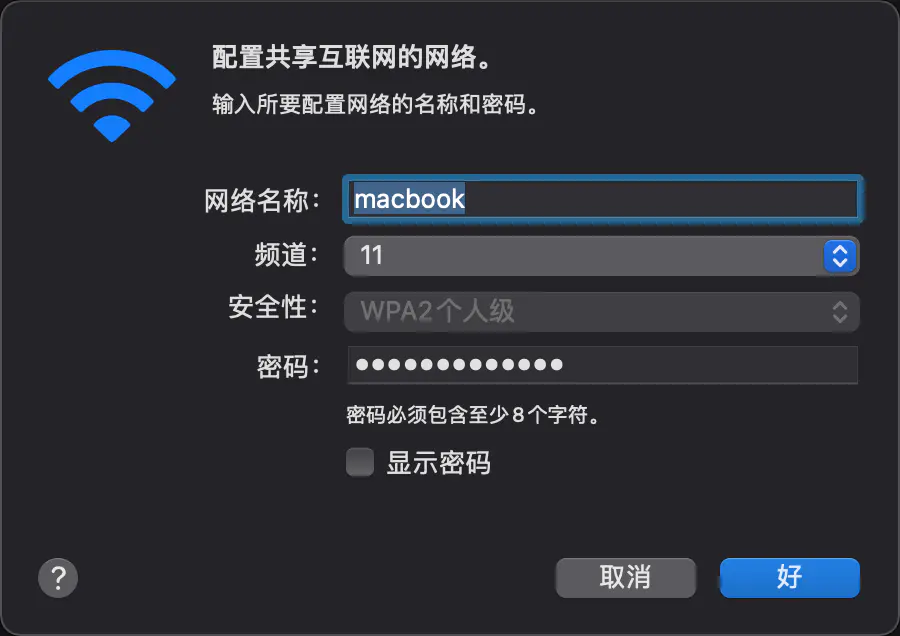 配置共享互联网的网络。
输入所要配置网络的名称和密码。
网络名称：macbook
频道：11
安全性：WPA2个人级
密码：•••••••••••••
密码必须包含至少8个字符。
显示密码
? 取消 好